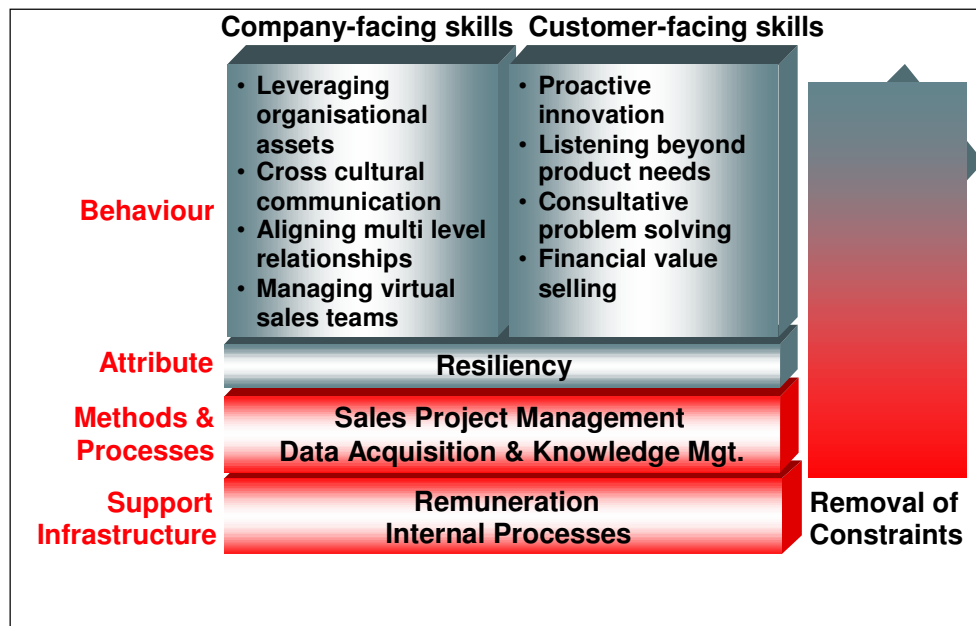 Company-facing skills
Customer-facing skills
• Leveraging
organisational
assets
• Cross cultural
communication
• Aligning multi level
relationships
• Managing virtual
sales teams
• Proactive
innovation
• Listening beyond
product needs
• Consultative
problem solving
• Financial value
selling
Behaviour
Attribute
Resiliency
Methods &
Processes
Sales Project Management
Data Acquisition & Knowledge Mgt.
Support
Infrastructure
Remuneration
Internal Processes
Removal of
Constraints